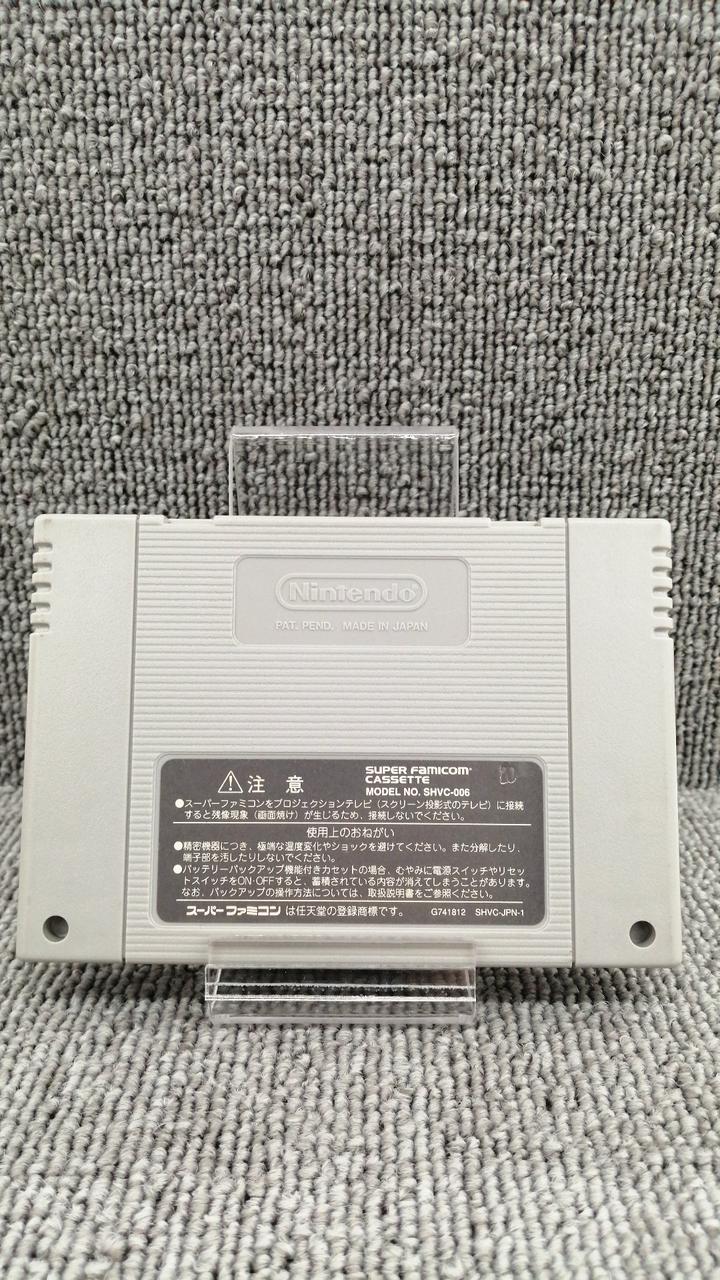 Nintendo
PAT. PEND. MADE IN JAPAN
注意
SUPER FAMICOM
CASSETTE
MODEL NO. SHVC-006
●スーパーファミコンをプロジェクションテレビ（スクリーン投影式のテレビ）に接続
すると残像現象（画面焼け）が生じるため、接続しないでください。
使用上のおねがい
●精密機器につき、極端な温度変化やショックを避けてください。また分解したり、
端子部を汚したりしないでください。
●バッテリーバックアップ機能付きカセットの場合、むやみに電源スイッチやリセッ
トスイッチをON・OFFすると、蓄積されている内容が消えてしまうことがあります。
なお、バックアップの操作方法については、取扱説明書をご参照ください。
スーパーファミコン は任天堂の登録商標です。 G741812 SHVC-JPN-1